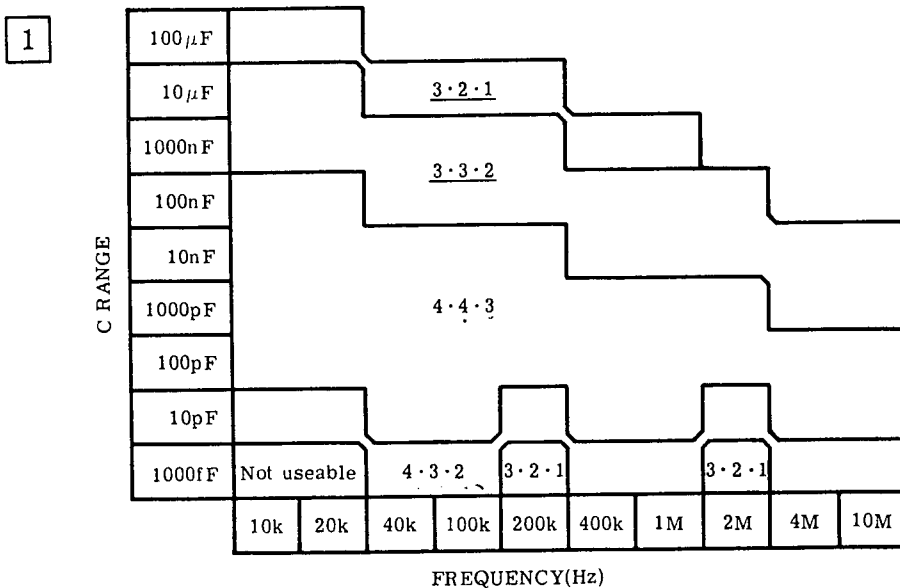 1
100μF
10μF
3·2·1
1000nF
3·3·2
100nF
10nF
1000pF
4·4·3
100pF
10pF
1000fF
Not useable
4·3·2
3·2·1
3·2·1
10k
20k
40k
100k
200k
400k
1M
2M
4M
10M
C RANGE
FREQUENCY(Hz)